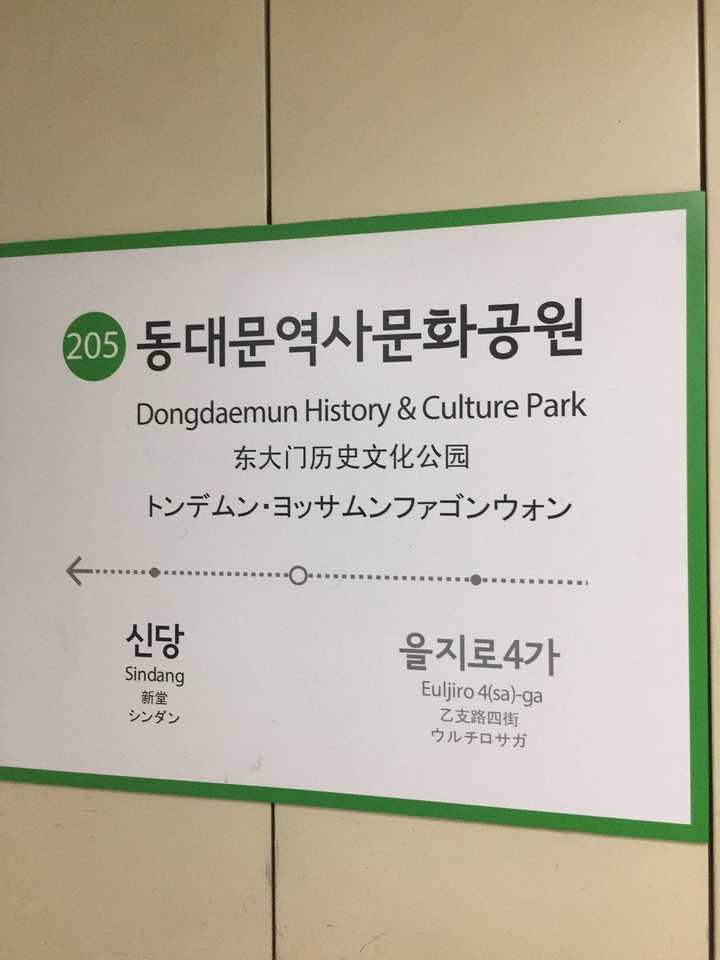 205 동대문역사문화공원
Dongdaemun History & Culture Park
东大门历史文化公园
トンデムン・ヨッサムンファゴンウォン
신당
Sindang
新堂
シンダン
을지로4가
Euljiro 4(sa)-ga
乙支路四街
ウルチロサガ